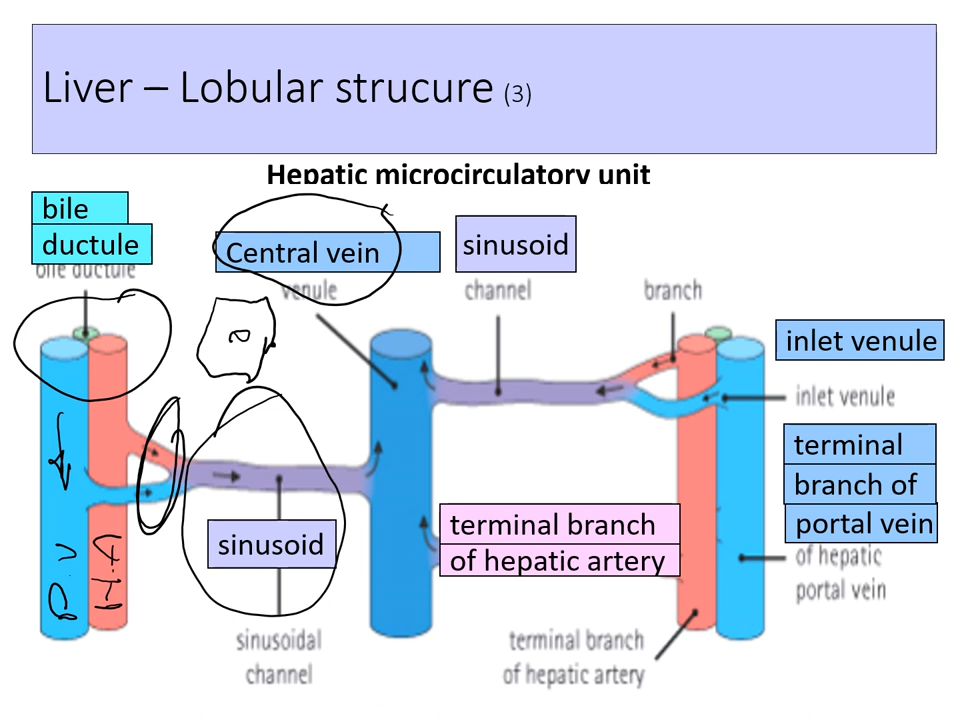 Liver – Lobular strucure (3)
Hepatic microcirculatory unit
bile
ductule
bile ductule
Central vein
venule
sinusoid
channel
branch
inlet venule
inlet venule
terminal
branch of
portal vein
of hepatic
portal vein
sinusoid
terminal branch
of hepatic artery
sinusoidal
channel
terminal branch
of hepatic artery
P.V
H.A